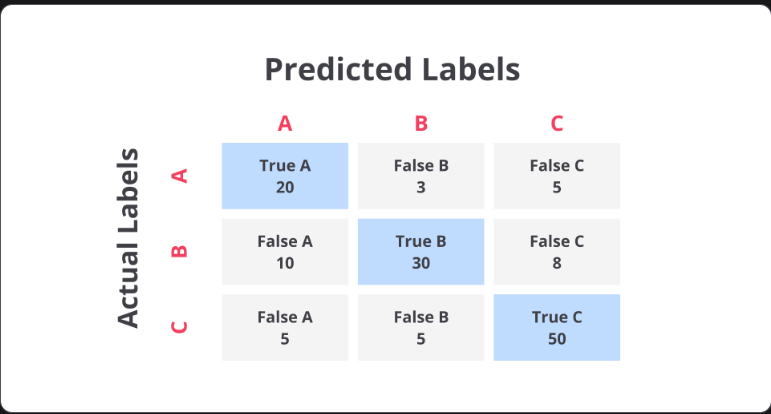 Predicted Labels
A
B
C
Actual Labels
A
True A
20
False B
3
False C
5
B
False A
10
True B
30
False C
8
C
False A
5
False B
5
True C
50